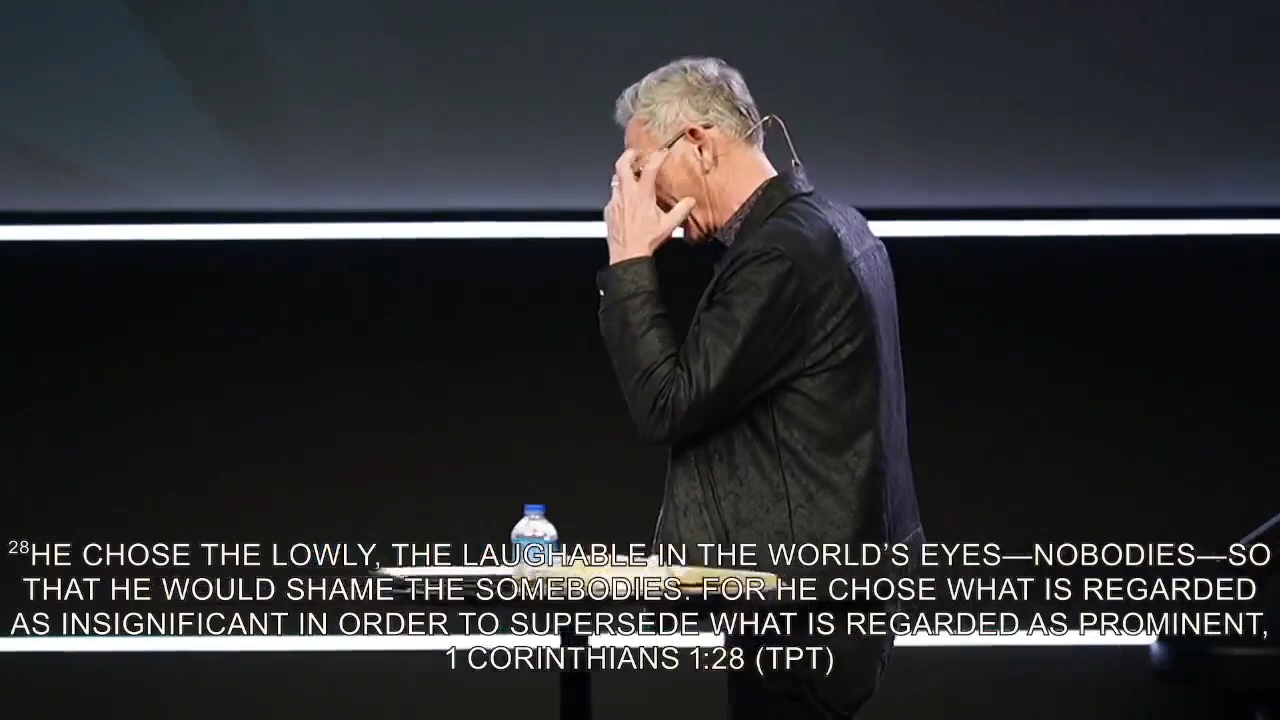 ²⁸HE CHOSE THE LOWLY, THE LAUGHABLE IN THE WORLD’S EYES—NOBODIES—SO
THAT HE WOULD SHAME THE SOMEBODIES. FOR HE CHOSE WHAT IS REGARDED
AS INSIGNIFICANT IN ORDER TO SUPERSEDE WHAT IS REGARDED AS PROMINENT,
1 CORINTHIANS 1:28 (TPT)